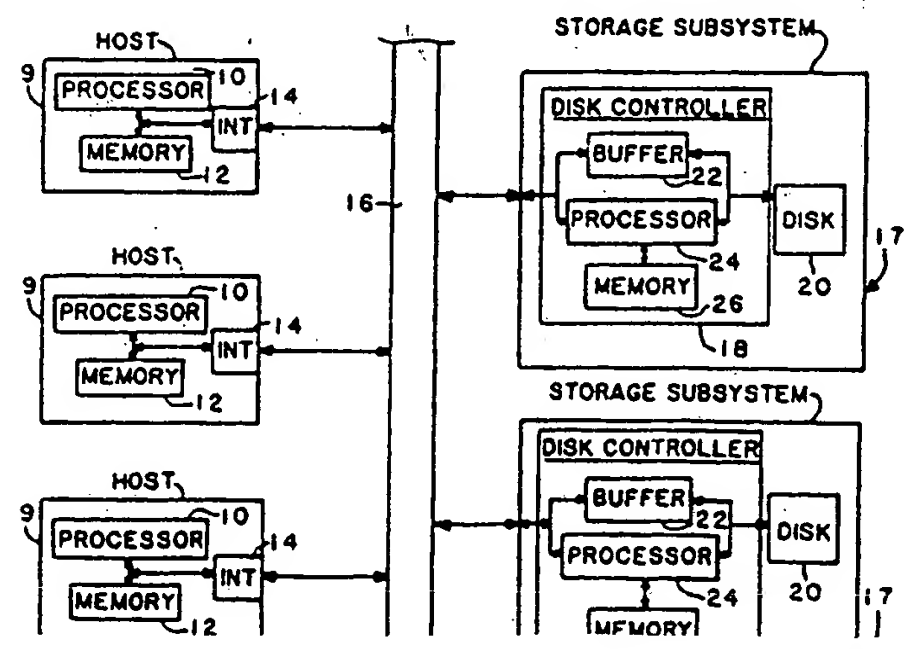 HOST
9
PROCESSOR
10
14
INT
MEMORY
12
HOST
9
PROCESSOR
10
14
INT
MEMORY
12
HOST
9
PROCESSOR
10
14
INT
MEMORY
12
16
STORAGE SUBSYSTEM
DISK CONTROLLER
BUFFER
22
PROCESSOR
24
MEMORY
26
18
DISK
20
17
STORAGE SUBSYSTEM
DISK CONTROLLER
BUFFER
22
PROCESSOR
24
MEMORY
DISK
20
17